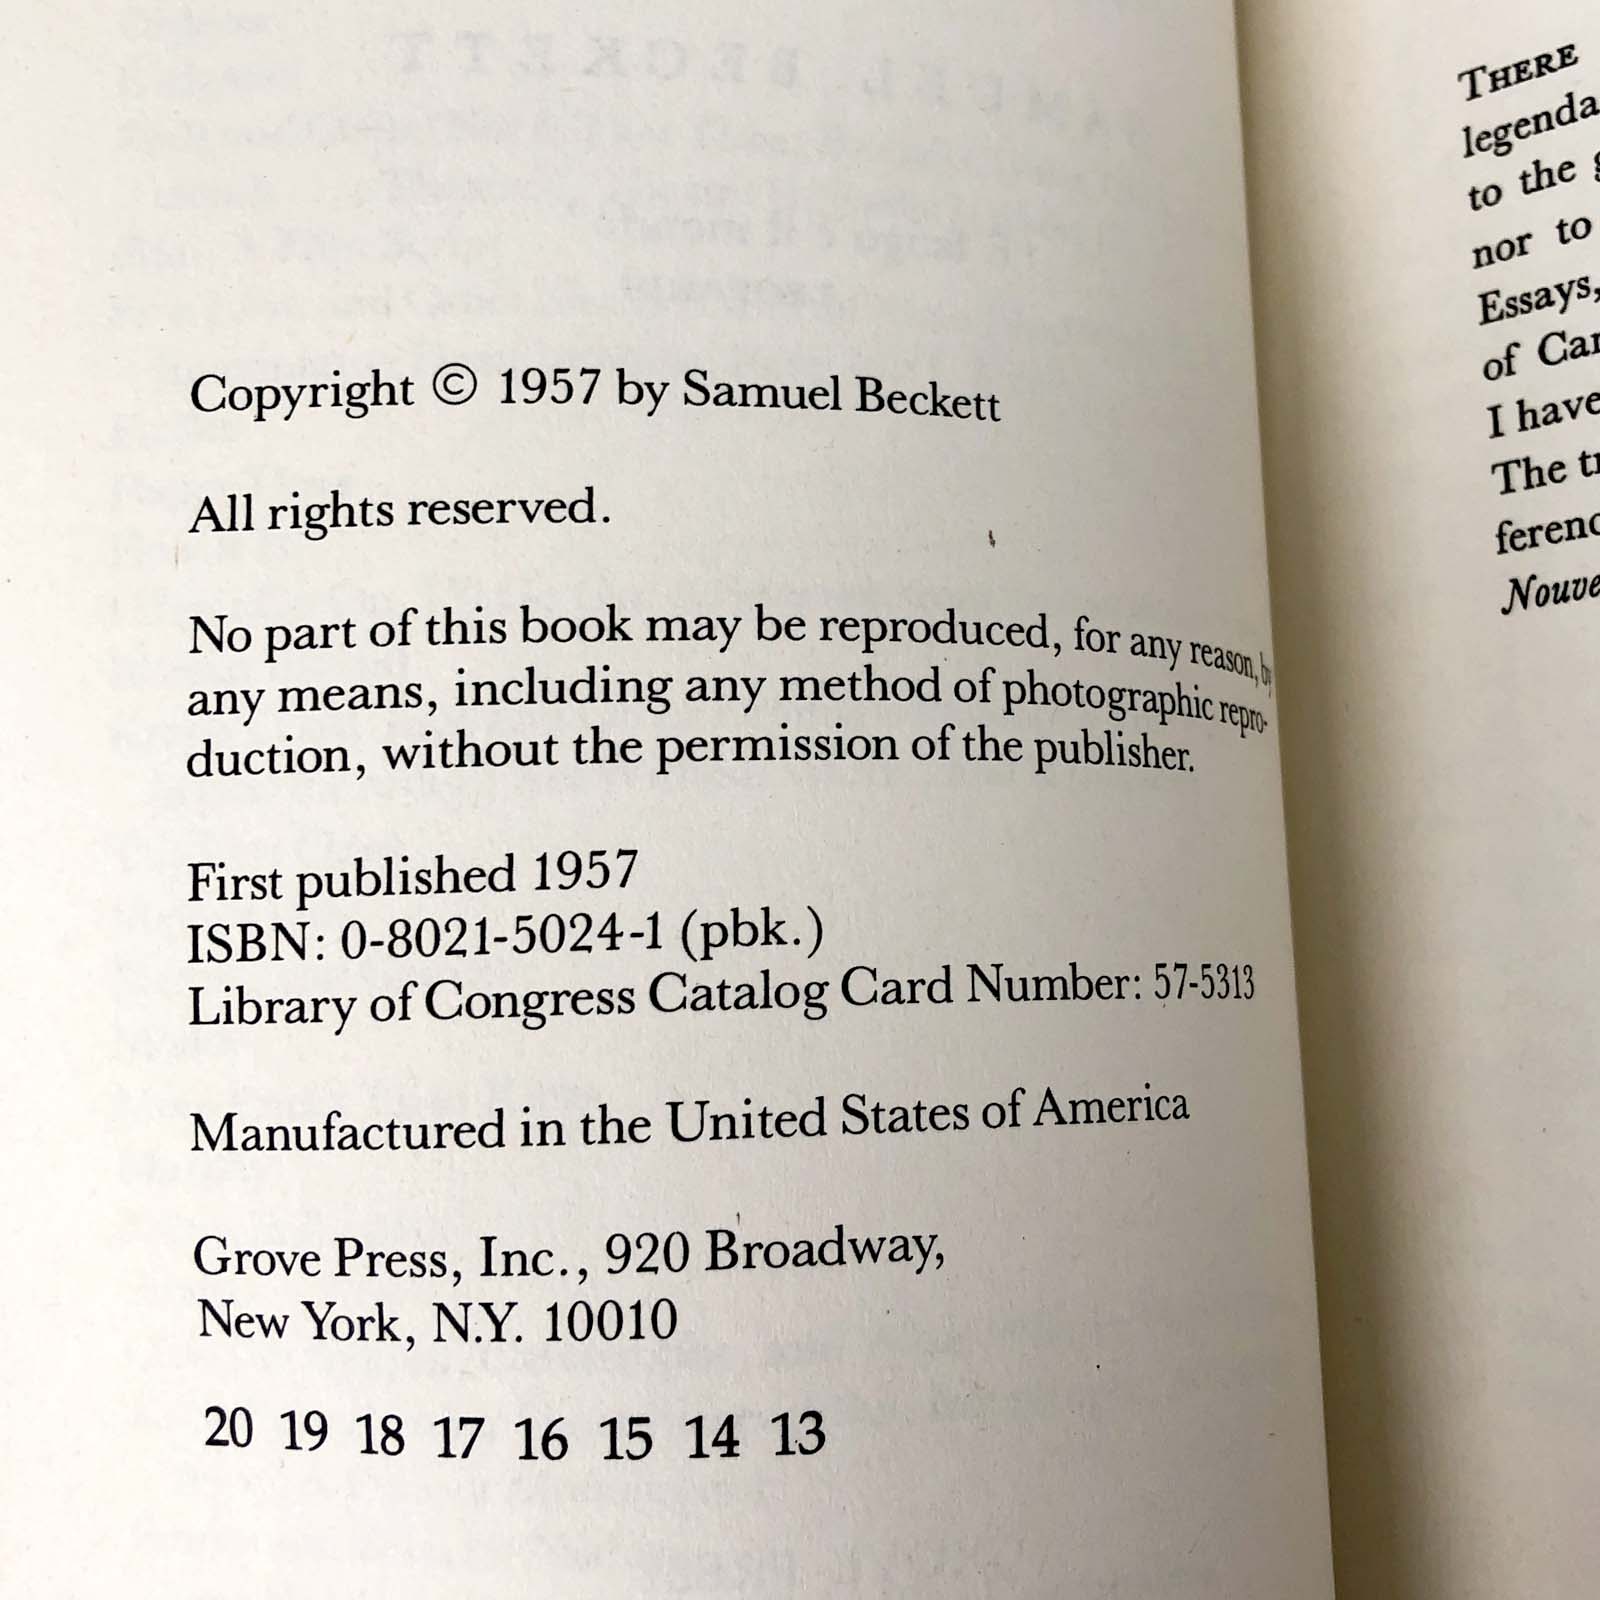 Copyright © 1957 by Samuel Beckett
All rights reserved.
No part of this book may be reproduced, for any reason, by
any means, including any method of photographic repro-
duction, without the permission of the publisher.
First published 1957
ISBN: 0-8021-5024-1 (pbk.)
Library of Congress Catalog Card Number: 57-5313
Manufactured in the United States of America
Grove Press, Inc., 920 Broadway,
New York, N.Y. 10010
20 19 18 17 16 15 14 13
THERE
legenda
to the g
nor to
Essays,
of Car
I have
The tr
ferenc
Nouve